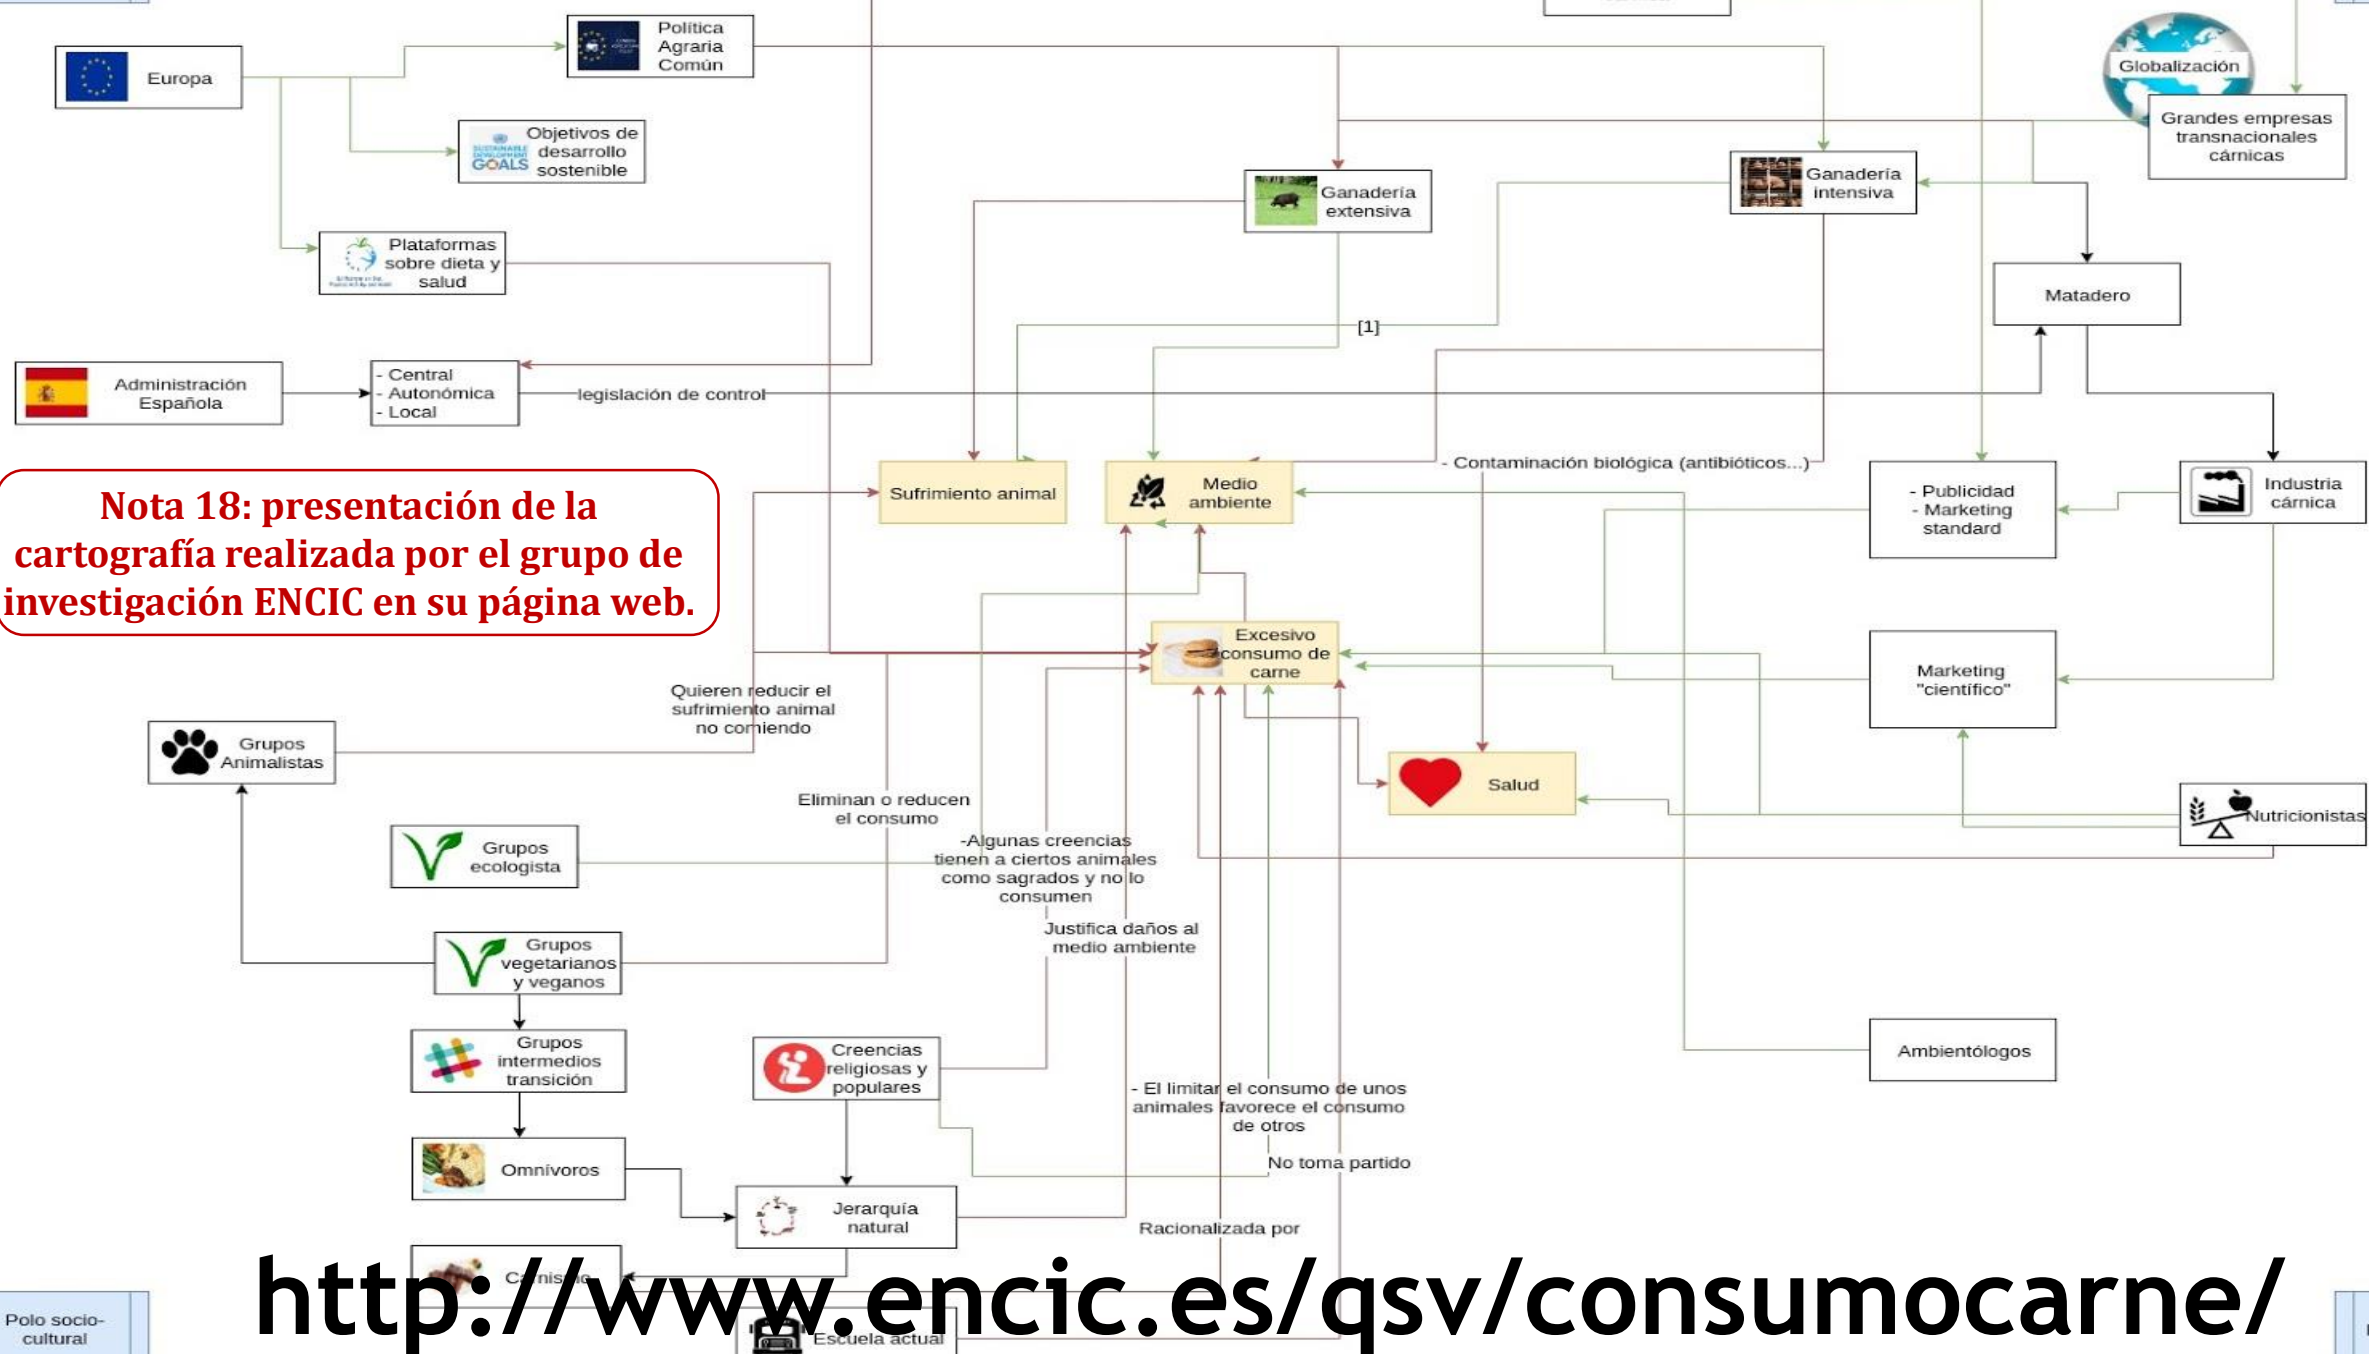 Política
Agraria
Común
Globalización
Europa
Grandes empresas
transnacionales
cárnicas
Objetivos de
desarrollo
sostenible
SUSTAINABLE
DEVELOPMENT
GOALS
Ganadería
extensiva
Ganadería
intensiva
Plataformas
sobre dieta y
salud
Matadero
[1]
Administración
Española
- Central
- Autonómica
- Local
legislación de control
- Contaminación biológica (antibióticos...)
Sufrimiento animal
Medio
ambiente
- Publicidad
- Marketing
standard
Industria
cárnica
Nota 18: presentación de la
cartografía realizada por el grupo de
investigación ENCIC en su página web.
Excesivo
consumo de
carne
Marketing
"científico"
Quieren reducir el
sufrimiento animal
no comiendo
Grupos
Animalistas
Salud
Nutricionistas
Eliminan o reducen
el consumo
Grupos
ecologista
-Algunas creencias
tienen a ciertos animales
como sagrados y no lo
consumen
Justifica daños al
medio ambiente
Grupos
vegetarianos
y veganos
Grupos
intermedios
transición
Creencias
religiosas y
populares
Ambientólogos
- El limitar el consumo de unos
animales favorece el consumo
de otros
No toma partido
Omnívoros
Jerarquía
natural
Racionalizada por
Carnismo
http://www.encic.es/qsv/consumocarne/
Polo socio-
cultural
Escuela actual